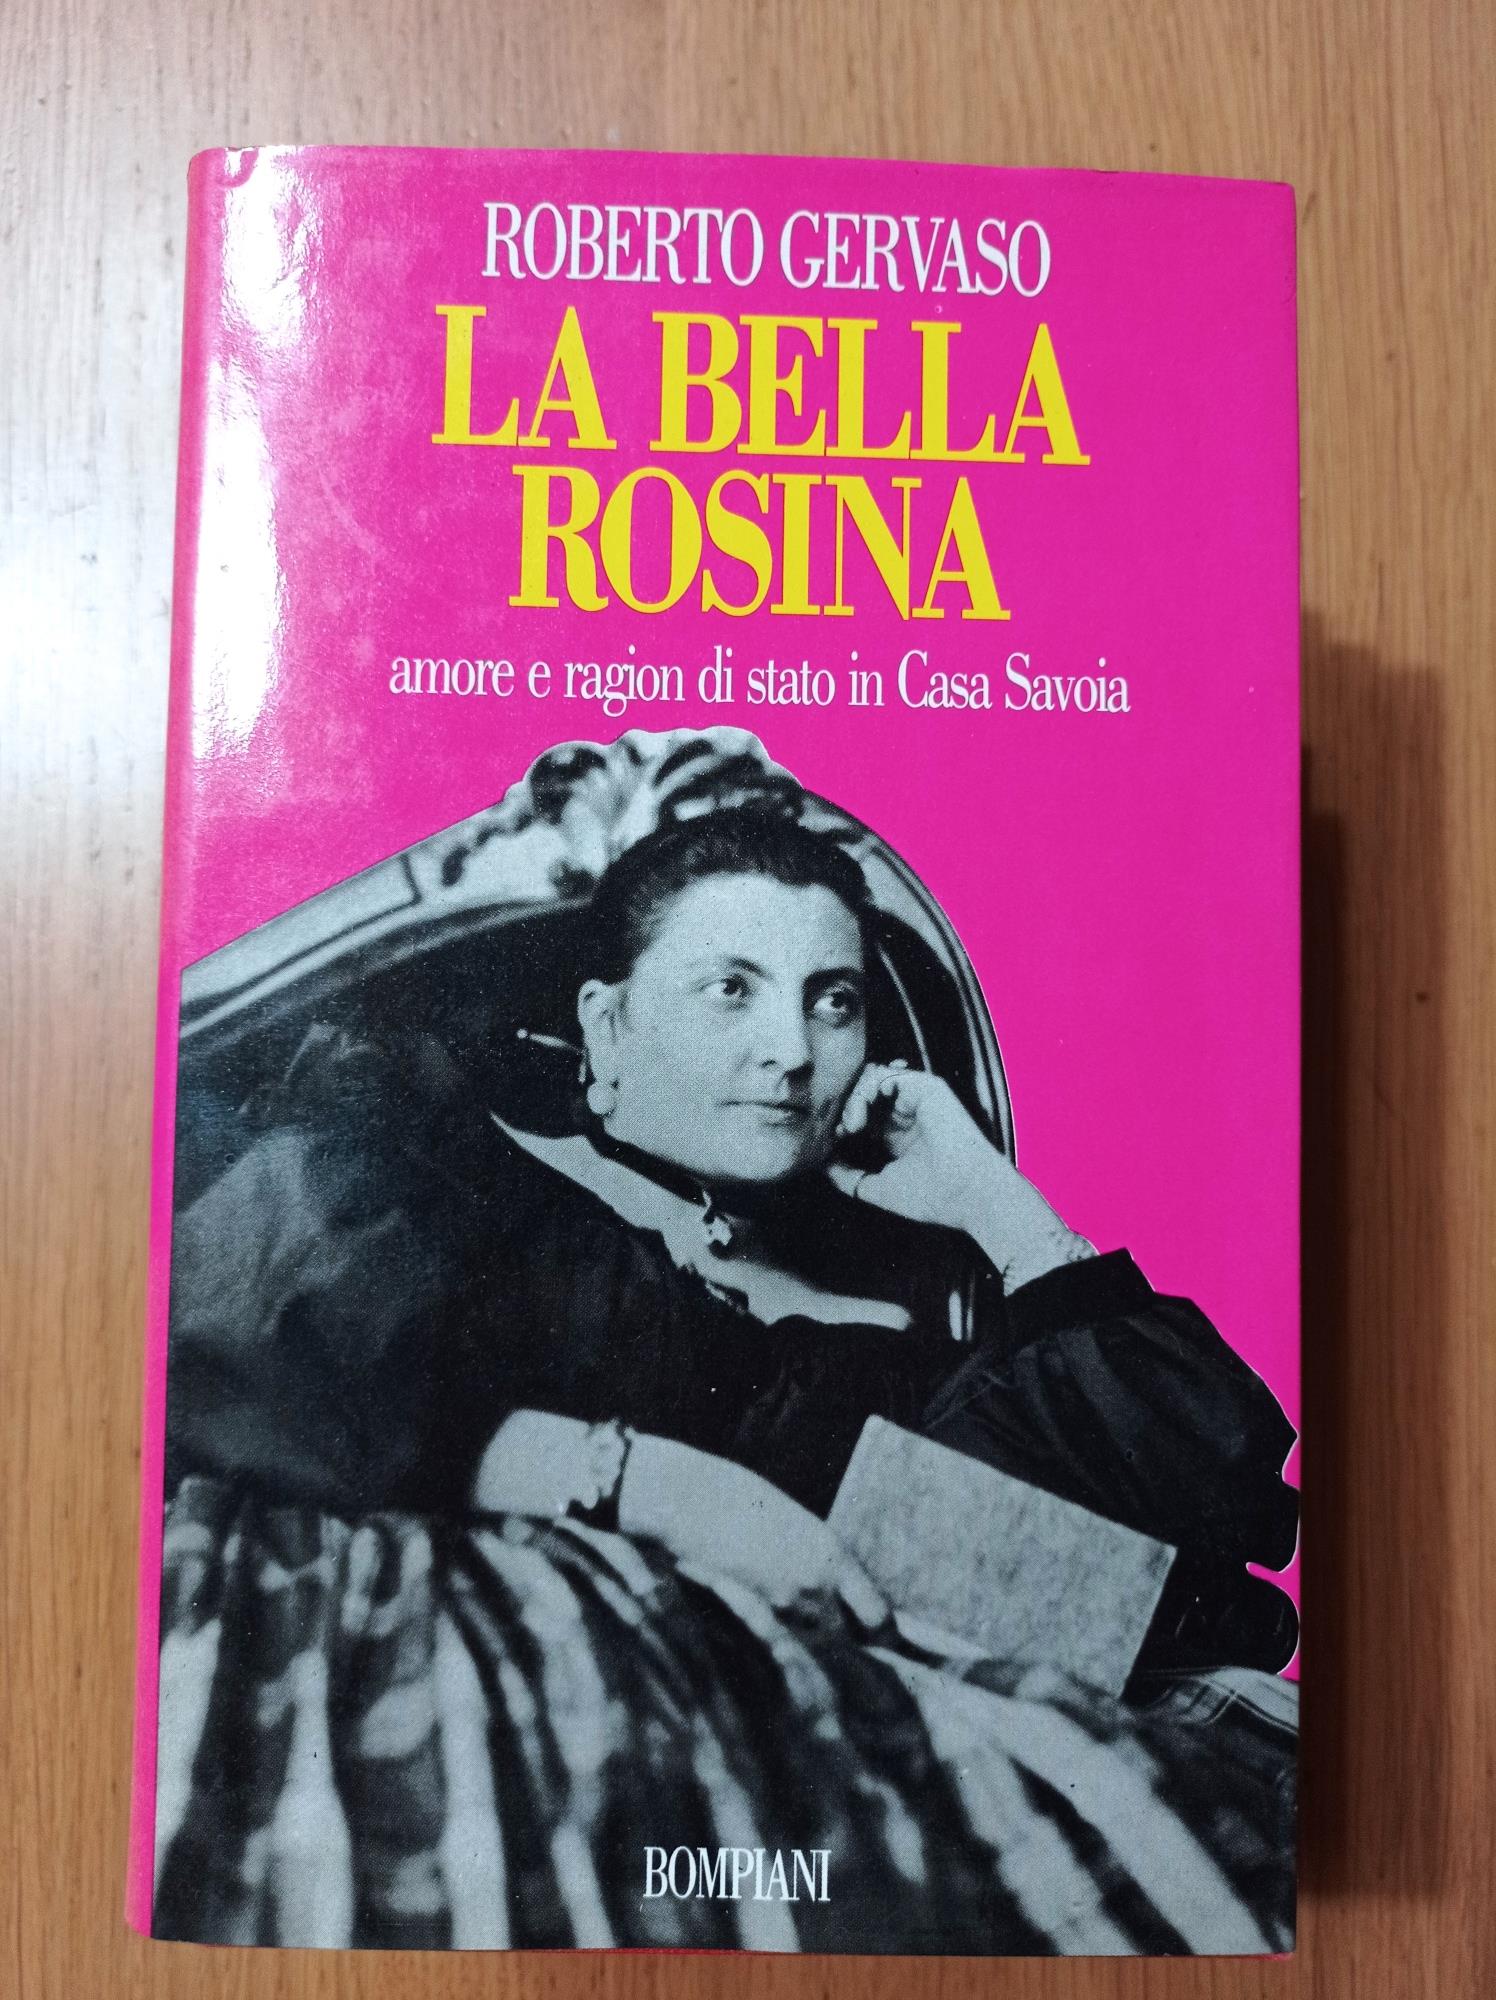 ROBERTO GERVASO
LA BELLA
ROSINA
amore e ragion di stato in Casa Savoia
BOMPIANI